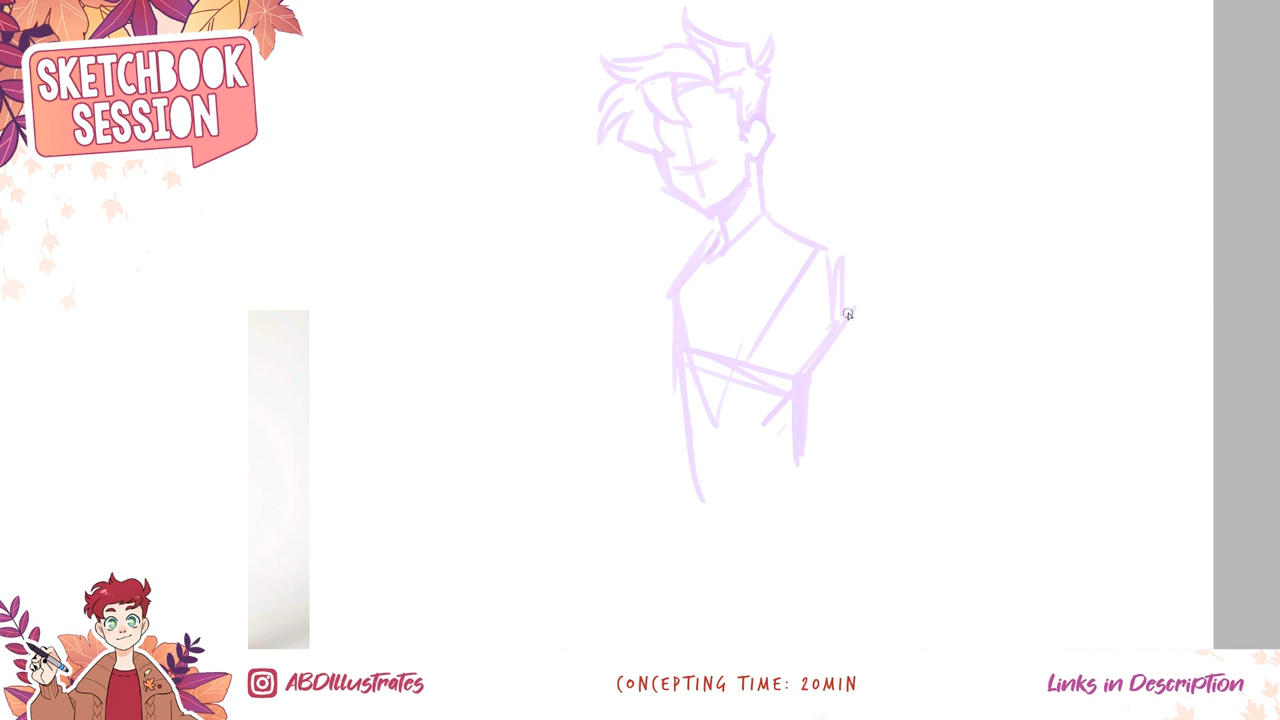 SKETCHBOOK
SESSION
ABDIllustrates
CONCEPTING TIME: 20MIN
Links in Description